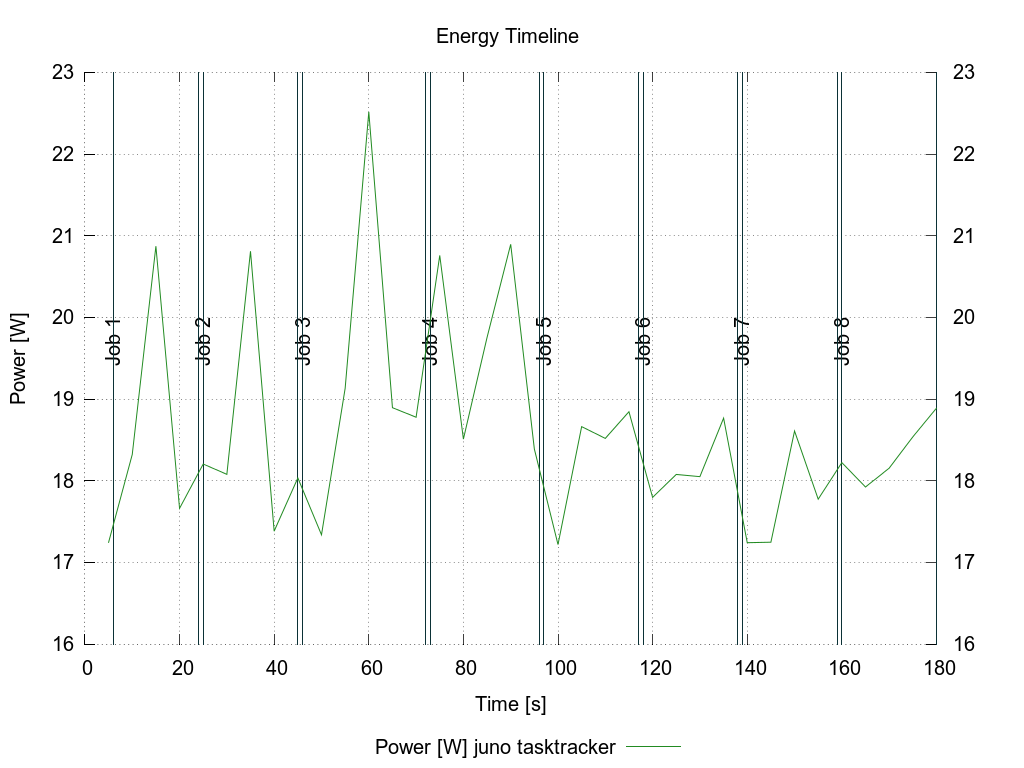 Energy Timeline
23
22
21
20
19
18
17
16
23
22
21
20
19
18
17
16
Power [W]
Job 1
Job 2
Job 3
Job 4
Job 5
Job 6
Job 7
Job 8
0 20 40 60 80 100 120 140 160 180
Time [s]
Power [W] juno tasktracker